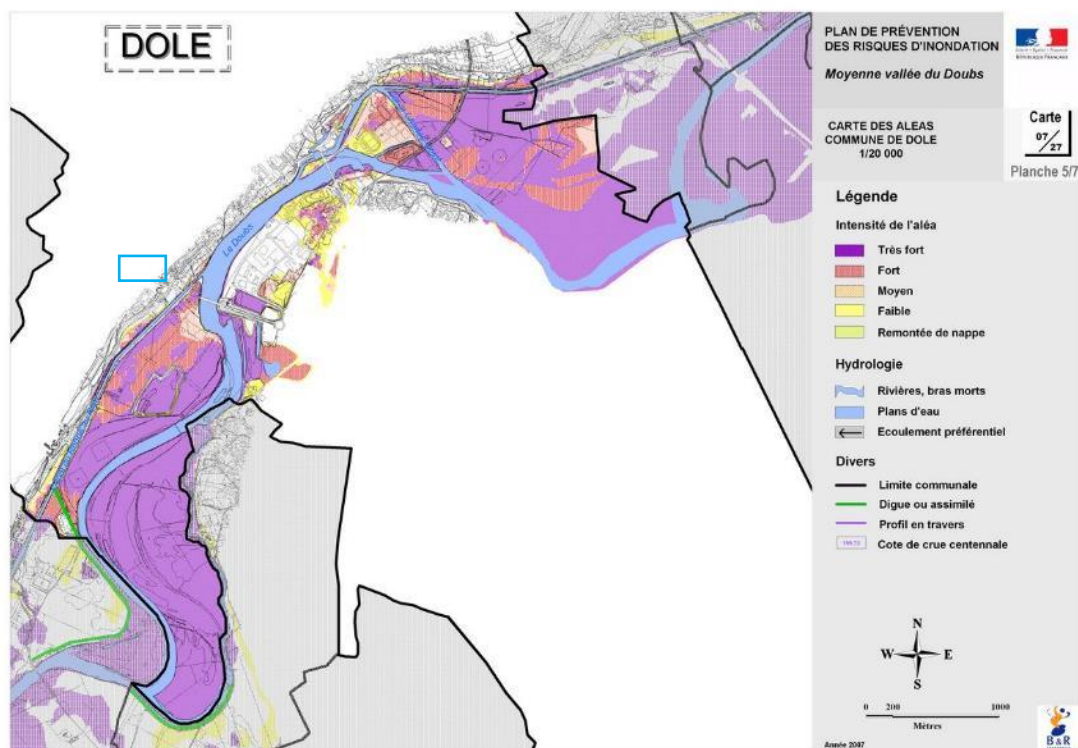 DOLE
Le Doubs
PLAN DE PRÉVENTION
DES RISQUES D'INONDATION
Moyenne vallée du Doubs
RÉPUBLIQUE FRANÇAISE
CARTE DES ALEAS
COMMUNE DE DOLE
1/20 000
Carte
07/27
Planche 5/7
Légende
Intensité de l'aléa
Très fort
Fort
Moyen
Faible
Remontée de nappe
Hydrologie
Rivières, bras morts
Plans d'eau
Ecoulement préférentiel
Divers
Limite communale
Digue ou assimilé
Profil en travers
Cote de crue centennale
N
W
E
S
0 200 1000
Mètres
Année 2007
B&R